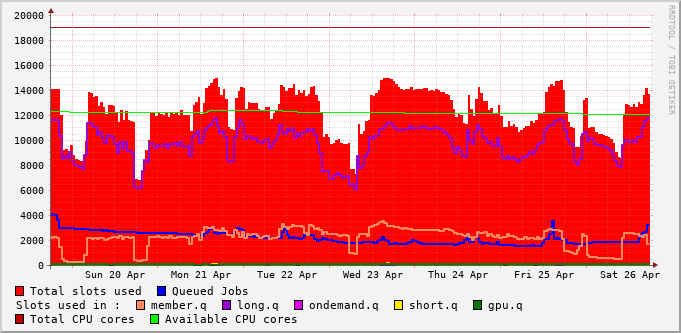 20000
18000
16000
14000
12000
10000
8000
6000
4000
2000
0
RRDTOOL / TOBI OETIKER
Sun 20 Apr Mon 21 Apr Tue 22 Apr Wed 23 Apr Thu 24 Apr Fri 25 Apr Sat 26 Apr
Total slots used Queued Jobs
Slots used in : member.q long.q ondemand.q short.q gpu.q
Total CPU cores Available CPU cores